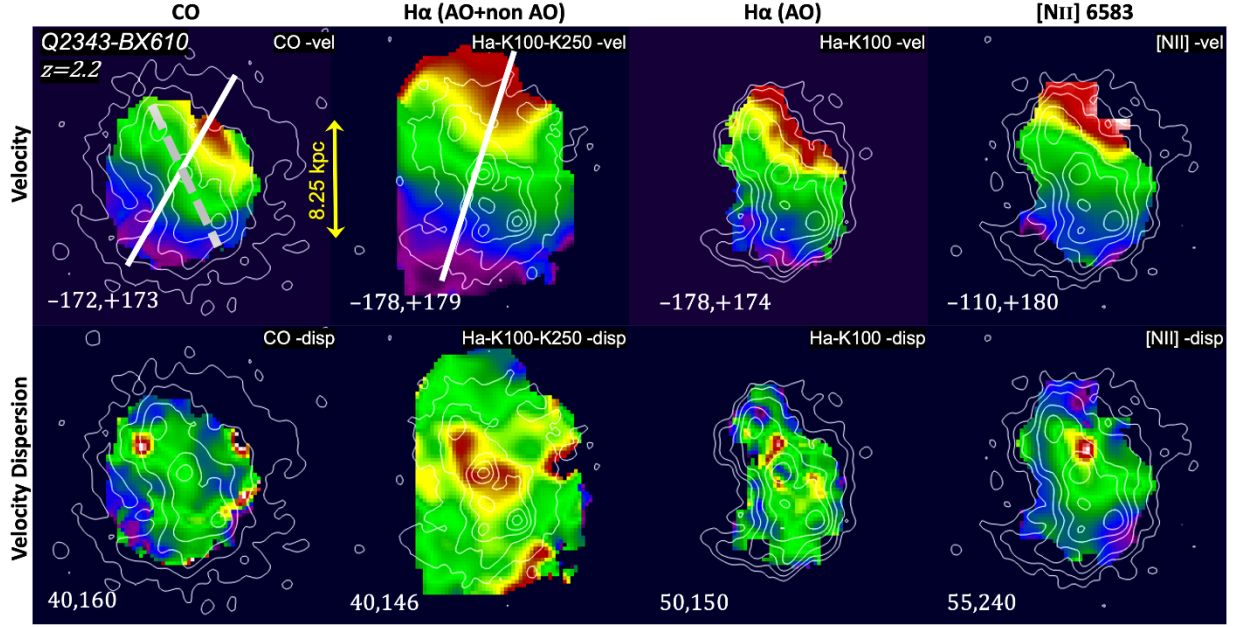 CO
Hα (AO+non AO)
Hα (AO)
[NII] 6583
Velocity
Q2343-BX610
z=2.2
CO -vel
Ha-K100-K250 -vel
Ha-K100 -vel
[NII] -vel
8.25 kpc
−172,+173
−178,+179
−178,+174
−110,+180
Velocity Dispersion
CO -disp
Ha-K100-K250 -disp
Ha-K100 -disp
[NII] -disp
40,160
40,146
50,150
55,240